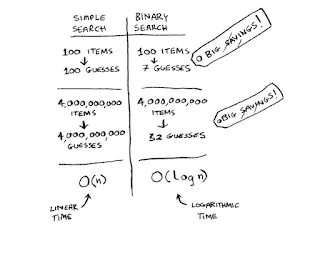 SIMPLE
SEARCH
BINARY
SEARCH
100 ITEMS
100 GUESSES
100 ITEMS
7 GUESSES
BIG SAVINGS!
4,000,000,000
ITEMS
4,000,000,000
GUESSES
4,000,000,000
ITEMS
32 GUESSES
BIG SAVINGS!
O(n)
O(log n)
LINEAR
TIME
LOGARITHMIC
TIME